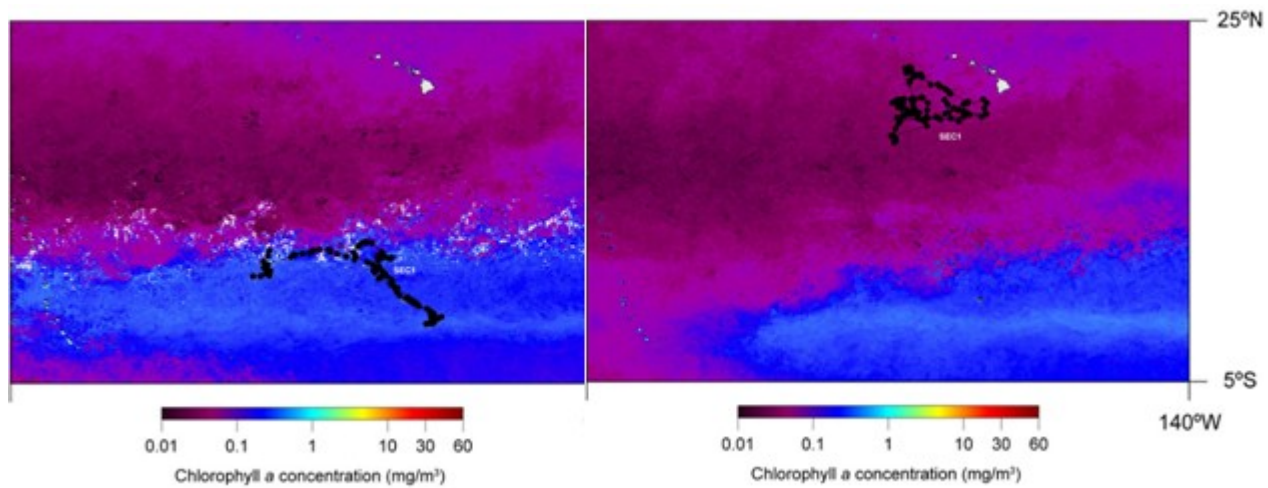 25ºN
SEC1
SEC1
5ºS
140ºW
0.01 0.1 1 10 30 60
Chlorophyll a concentration (mg/m³)
0.01 0.1 1 10 30 60
Chlorophyll a concentration (mg/m³)